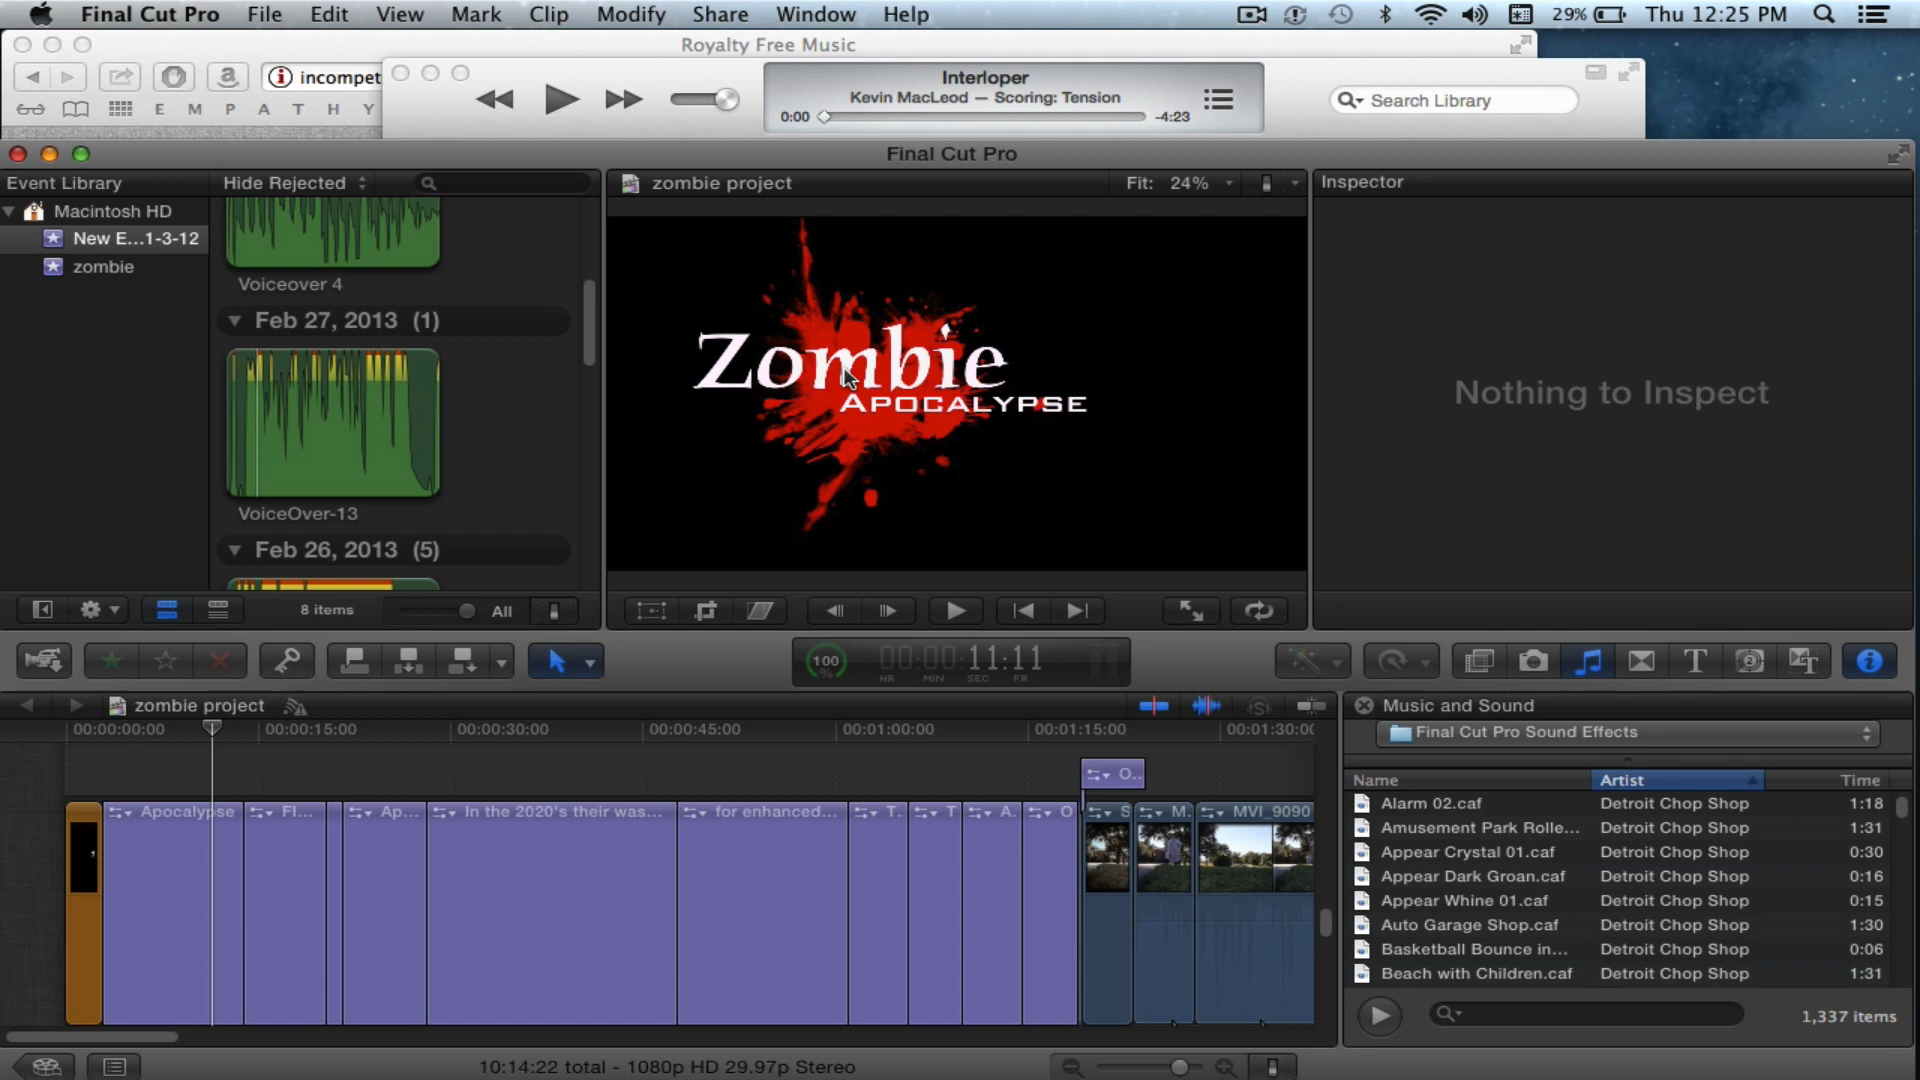 Final Cut Pro File Edit View Mark Clip Modify Share Window Help 29% Thu 12:25 PM
Royalty Free Music
incompet
E M P A T H Y
Interloper
Kevin MacLeod — Scoring: Tension
0:00 -4:23
Search Library
Final Cut Pro
Event Library
Macintosh HD
New E...1-3-12
zombie
Hide Rejected
Voiceover 4
Feb 27, 2013 (1)
VoiceOver-13
Feb 26, 2013 (5)
8 items All
zombie project Fit: 24%
Zombie
APOCALYPSE
Inspector
Nothing to Inspect
100 %
00:00:11:11
HR MIN SEC FR
zombie project
00:00:00:00 00:00:15:00 00:00:30:00 00:00:45:00 00:01:00:00 00:01:15:00 00:01:30:00
O..
Apocalypse Fl... Ap... In the 2020's their was... for enhanced... T. T A. O S M. MVI_9090
10:14:22 total - 1080p HD 29.97p Stereo
Music and Sound
Final Cut Pro Sound Effects
Name Artist Time
Alarm 02.caf Detroit Chop Shop 1:18
Amusement Park Rolle... Detroit Chop Shop 1:31
Appear Crystal 01.caf Detroit Chop Shop 0:30
Appear Dark Groan.caf Detroit Chop Shop 0:16
Appear Whine 01.caf Detroit Chop Shop 0:15
Auto Garage Shop.caf Detroit Chop Shop 1:30
Basketball Bounce in... Detroit Chop Shop 0:06
Beach with Children.caf Detroit Chop Shop 1:31
1,337 items